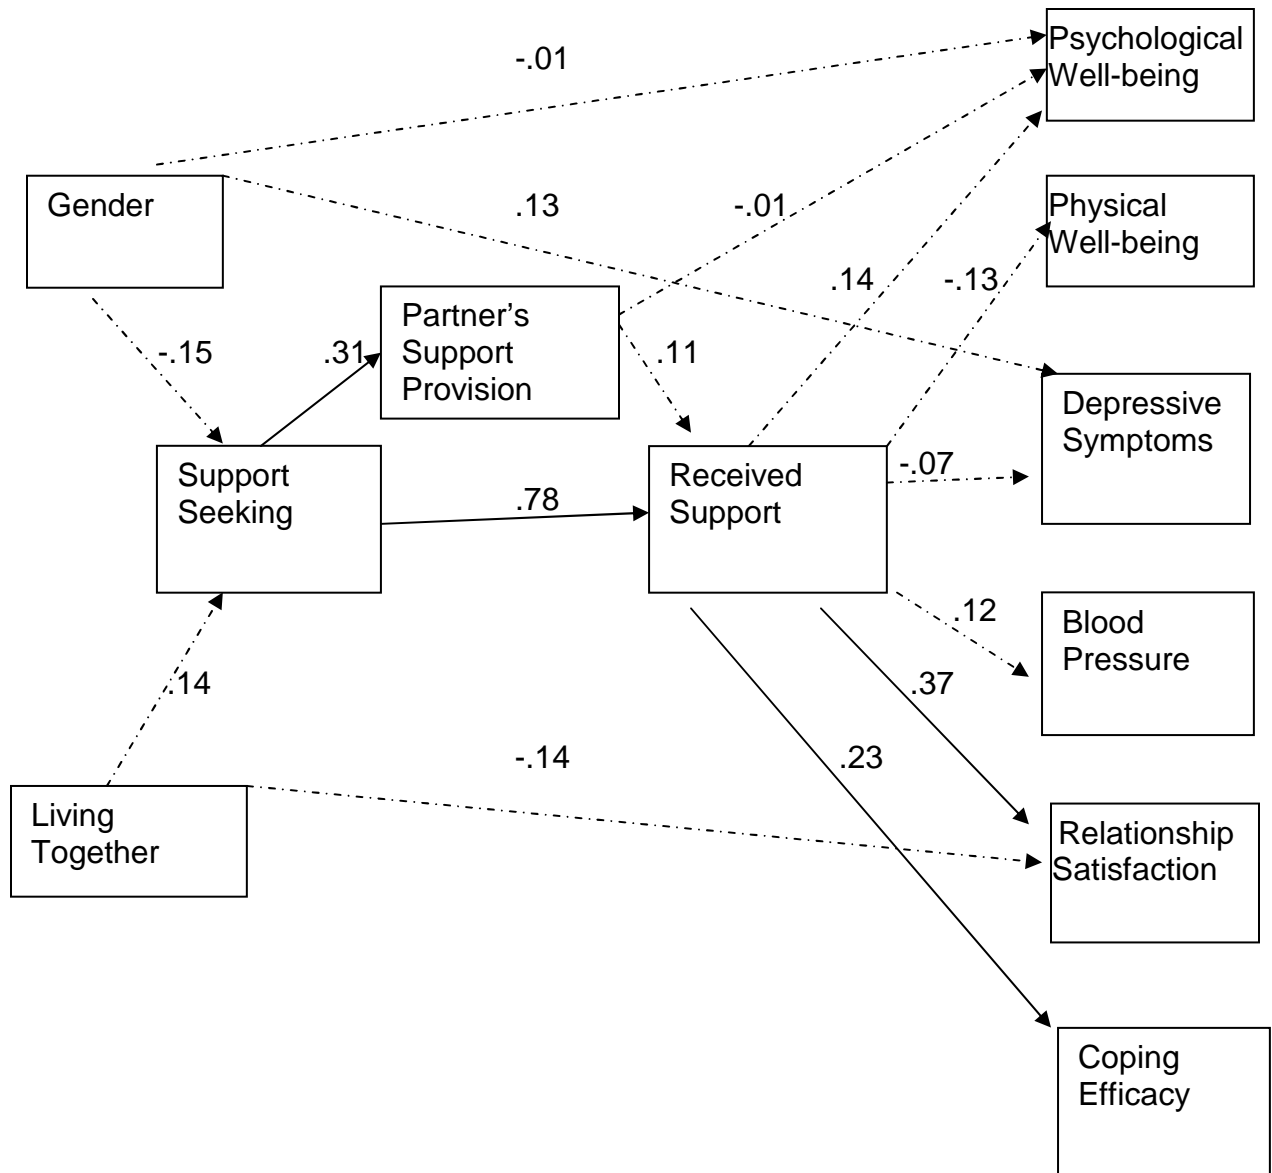 Psychological
Well-being
-.01
Gender
.13
-.01
Physical
Well-being
.14
-.13
Partner’s
Support
Provision
-.15
.31
.11
Depressive
Symptoms
Support
Seeking
.78
Received
Support
-.07
Blood
Pressure
.12
.14
.37
-.14
.23
Living
Together
Relationship
Satisfaction
Coping
Efficacy